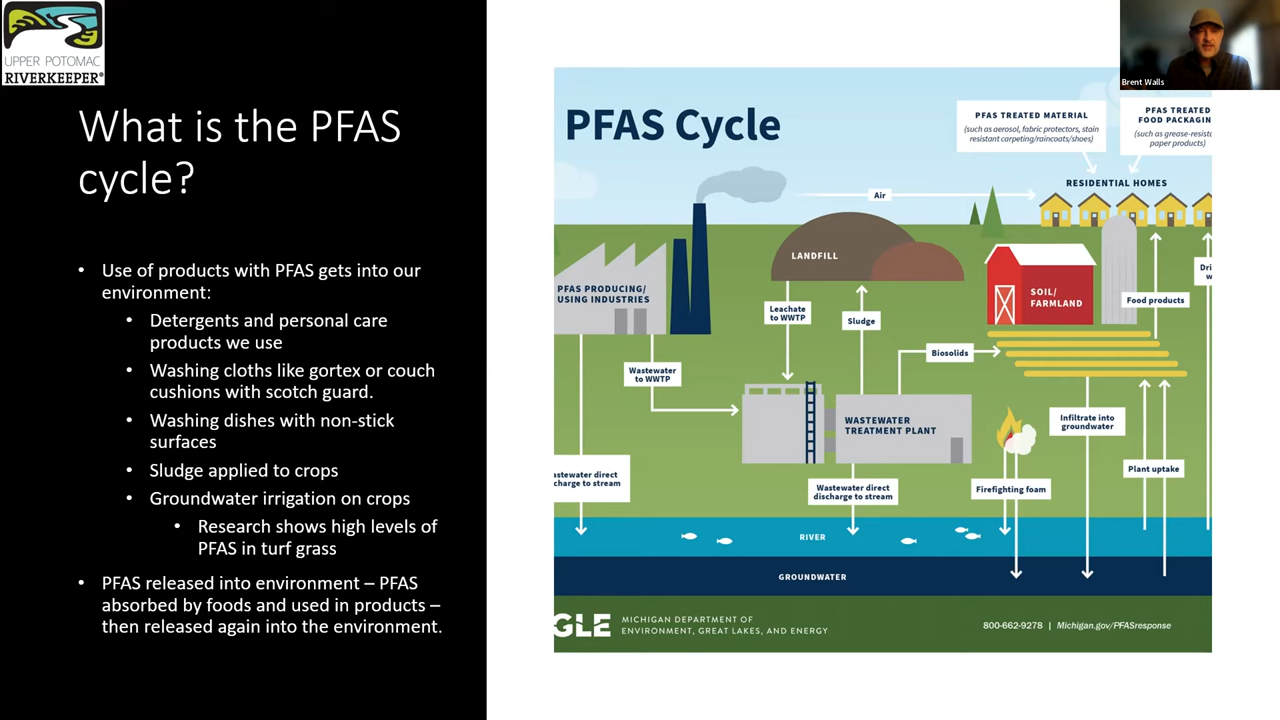 UPPER POTOMAC
RIVERKEEPER®
What is the PFAS
cycle?
• Use of products with PFAS gets into our
environment:
• Detergents and personal care
products we use
• Washing cloths like gortex or couch
cushions with scotch guard.
• Washing dishes with non-stick
surfaces
• Sludge applied to crops
• Groundwater irrigation on crops
• Research shows high levels of
PFAS in turf grass
• PFAS released into environment – PFAS
absorbed by foods and used in products –
then released again into the environment.
Brent Walls
PFAS Cycle
PFAS TREATED MATERIAL
(such as aerosol, fabric protectors, stain
resistant carpeting/raincoats/shoes)
PFAS TREATED
FOOD PACKAGIN
(such as grease-resist
paper products)
RESIDENTIAL HOMES
Air
LANDFILL
PFAS PRODUCING/
USING INDUSTRIES
Leachate
to WWTP
Sludge
SOIL/
FARMLAND
Food products
Dri
w
Wastewater
to WWTP
Biosolids
WASTEWATER
TREATMENT PLANT
Infiltrate into
groundwater
Plant uptake
astewater direct
charge to stream
Wastewater direct
discharge to stream
Firefighting foam
RIVER
GROUNDWATER
GLE
MICHIGAN DEPARTMENT OF
ENVIRONMENT, GREAT LAKES, AND ENERGY
800-662-9278 | Michigan.gov/PFASresponse